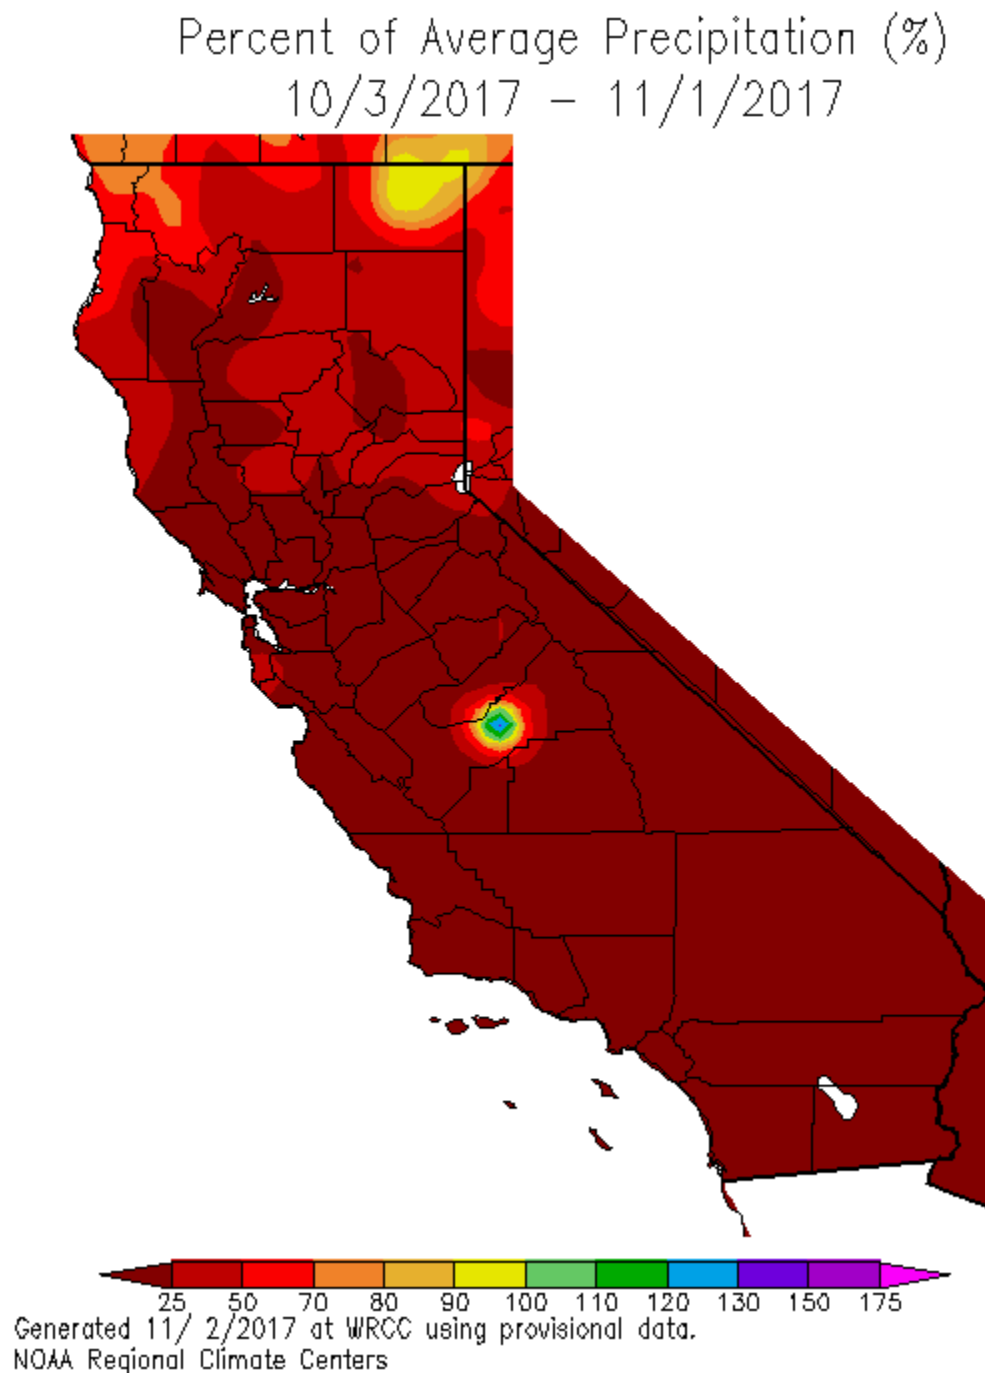 Percent of Average Precipitation (%)
10/3/2017 - 11/1/2017
25 50 70 80 90 100 110 120 130 150 175
Generated 11/ 2/2017 at WRCC using provisional data.
NOAA Regional Climate Centers